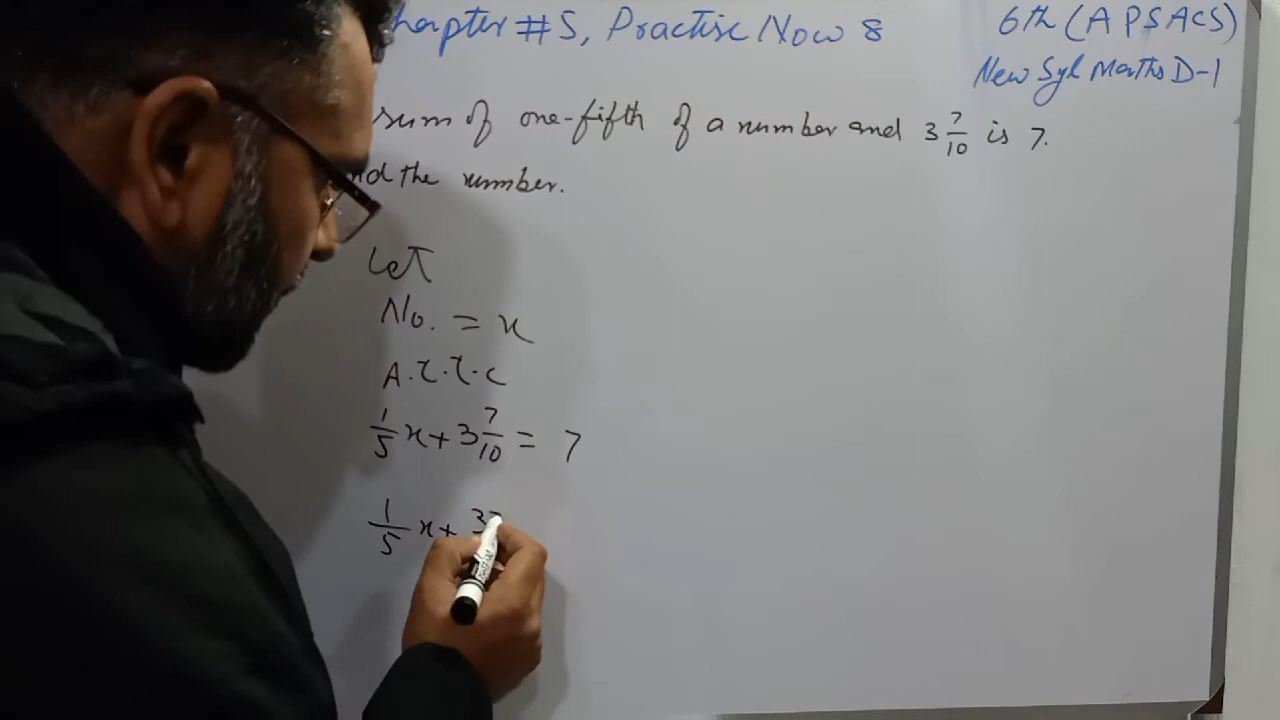 hapter #5, Practise Now 8
6th (APSACS)
New Syl Maths D-1
sum of one-fifth of a number and 3 7/10 is 7.
nd the number.
Let
No. = x
A.T.T.C
1/5 x + 3 7/10 = 7
1/5 x + 37